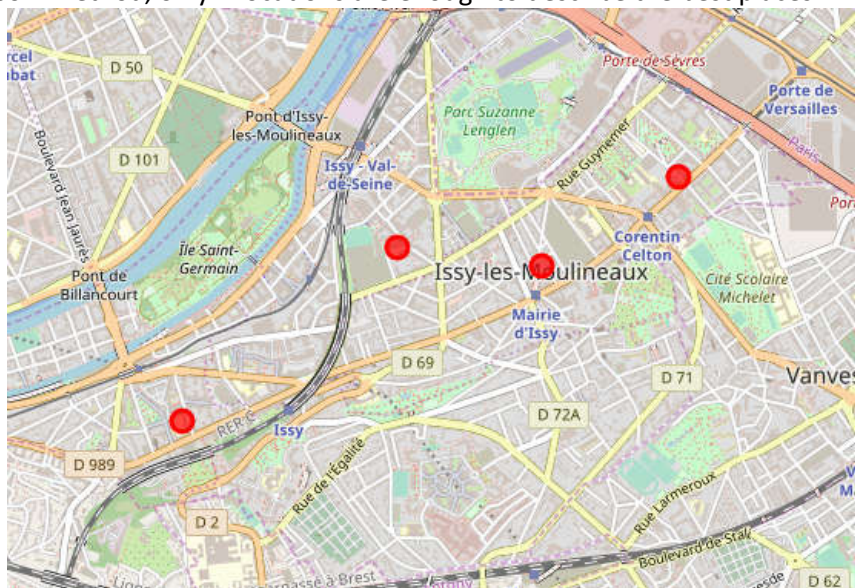 D 50
Porte de Sèvres
Porte de
Versailles
Pont d'Issy-
les-Moulineaux
Parc Suzanne
Lenglen
D 101
Paris
Issy - Val-
de-Seine
Rue Guynemer
Boulevard Jean Jaurès
Île Saint-
Germain
Corentin
Celton
Pont de
Billancourt
Issy-les-Moulineaux
Cité Scolaire
Michelet
Mairie
d'Issy
D 69
D 71
Vanves
D 72A
RER C
Issy
D 989
Rue de l'Égalité
Rue Larmeroux
D 2
Boulevard de Stal
D 62